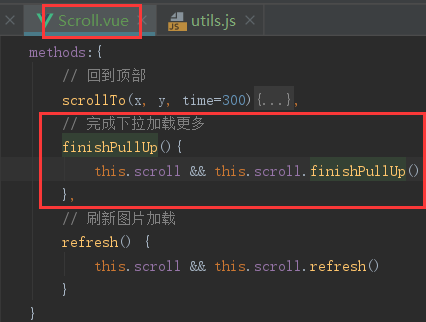 Scroll.vue × utils.js ×
methods:{
// 回到顶部
scrollTo(x, y, time=300){...},
// 完成下拉加载更多
finishPullUp(){
this.scroll && this.scroll.finishPullUp()
},
// 刷新图片加载
refresh() {
this.scroll && this.scroll.refresh()
}
}